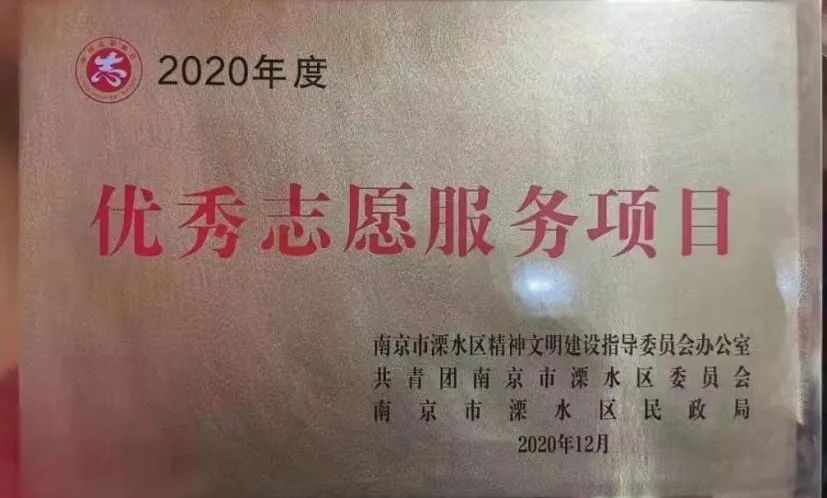 2020年度
优秀志愿服务项目
南京市溧水区精神文明建设指导委员会办公室
共青团南京市溧水区委员会
南京市溧水区民政局
2020年12月